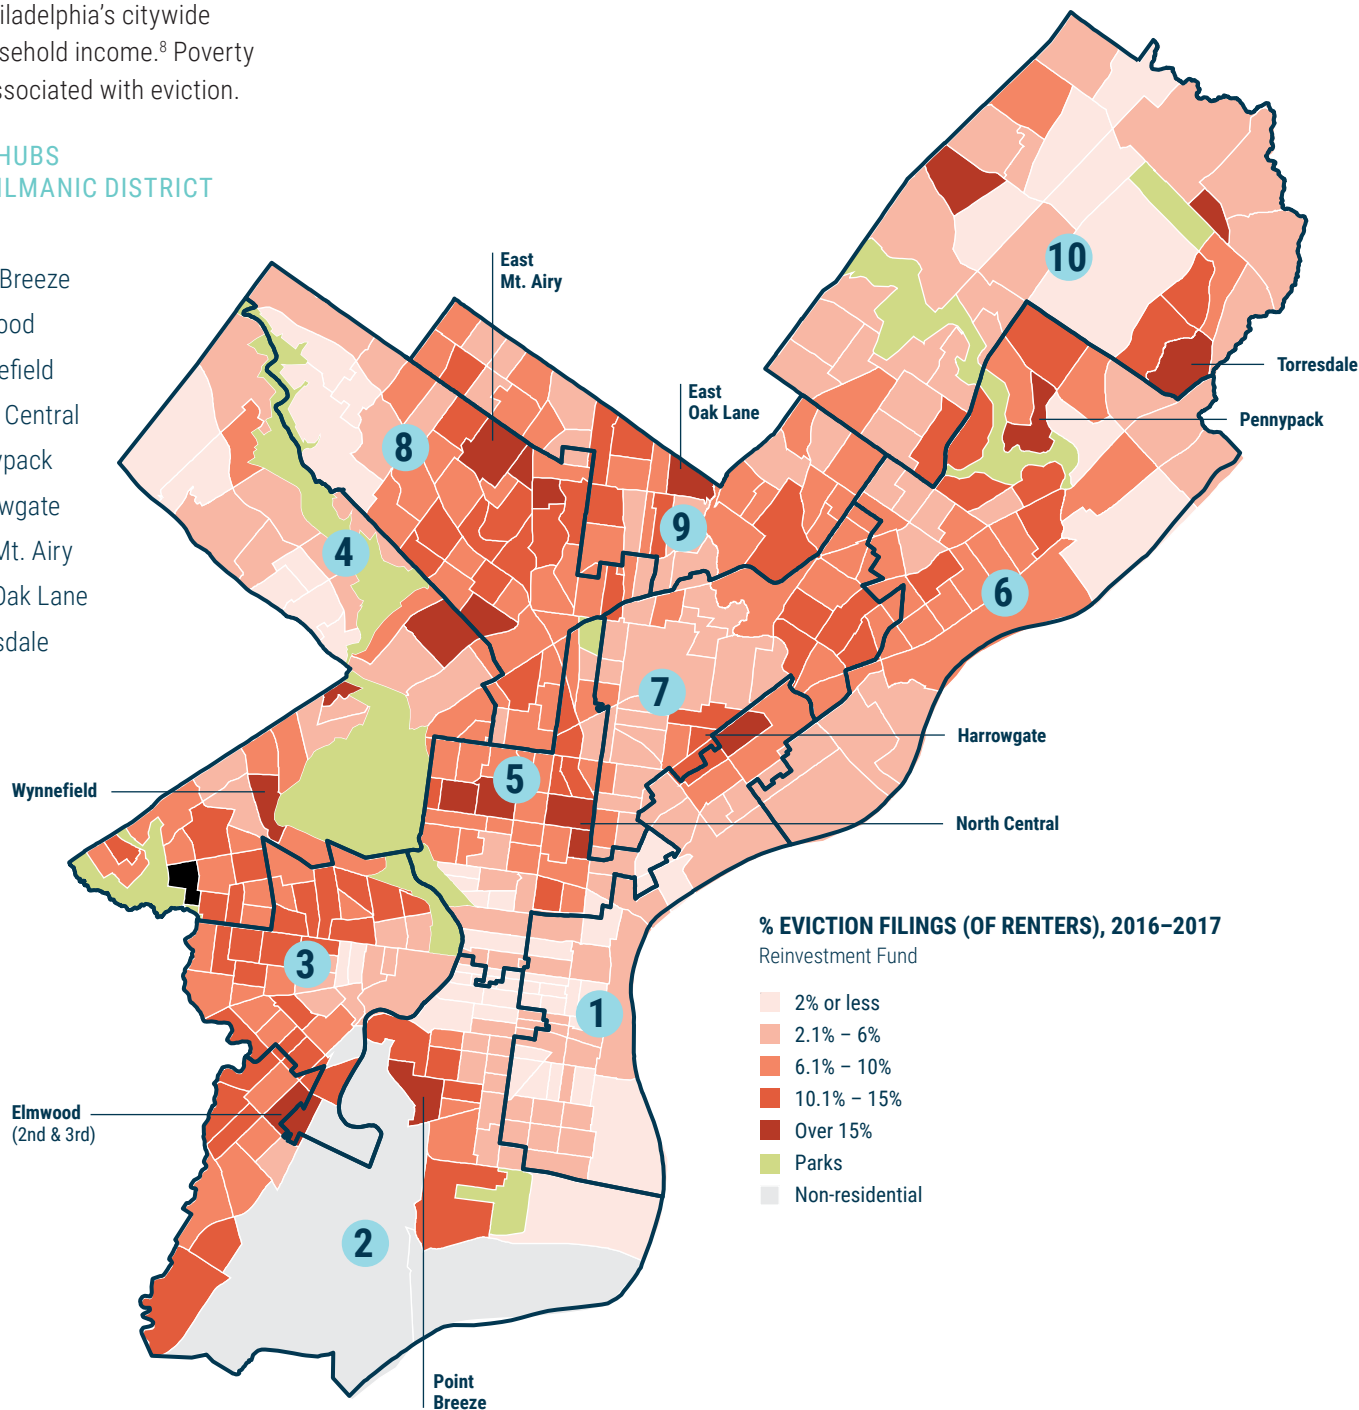 iladelphia's citywide
sehold income.8 Poverty
ssociated with eviction.
HUBS
ILMANIC DISTRICT
Breeze
ood
efield
Central
ypack
wgate
Mt. Airy
Oak Lane
sdale
East
Mt. Airy
East
Oak Lane
Torresdale
Pennypack
Harrowgate
North Central
Wynnefield
Elmwood
(2nd & 3rd)
Point
Breeze
10
8
9
4
6
7
5
3
1
2
% EVICTION FILINGS (OF RENTERS), 2016–2017
Reinvestment Fund
2% or less
2.1% – 6%
6.1% – 10%
10.1% – 15%
Over 15%
Parks
Non-residential